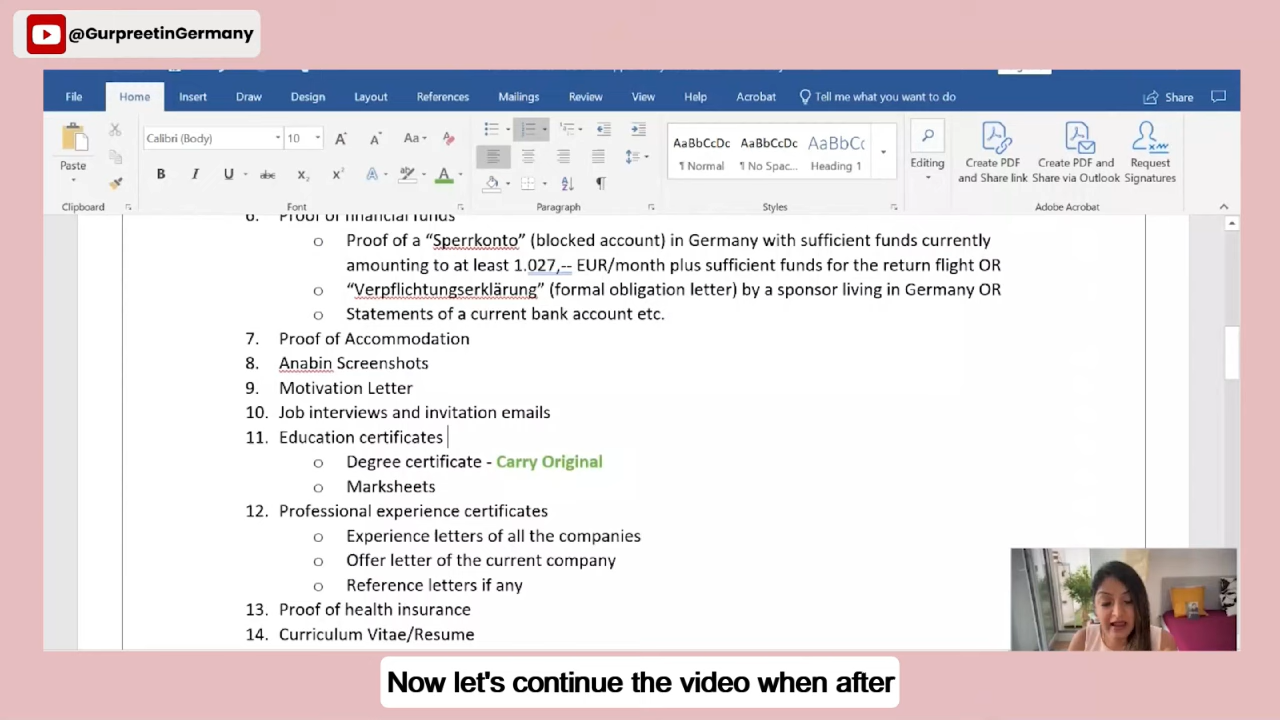 @GurpreetinGermany
File Home Insert Draw Design Layout References Mailings Review View Help Acrobat Tell me what you want to do Share
Calibri (Body) 10
Paste
AaBbCcDc AaBbCcDc AaBbCc
¶ Normal ¶ No Spac... Heading 1
Editing
Create PDF and Share link
Create PDF and Share via Outlook
Request Signatures
Clipboard Font Paragraph Styles Adobe Acrobat
6. Proof of financial funds
o Proof of a “Sperrkonto” (blocked account) in Germany with sufficient funds currently
amounting to at least 1.027,-- EUR/month plus sufficient funds for the return flight OR
o “Verpflichtungserklärung” (formal obligation letter) by a sponsor living in Germany OR
o Statements of a current bank account etc.
7. Proof of Accommodation
8. Anabin Screenshots
9. Motivation Letter
10. Job interviews and invitation emails
11. Education certificates
o Degree certificate - Carry Original
o Marksheets
12. Professional experience certificates
o Experience letters of all the companies
o Offer letter of the current company
o Reference letters if any
13. Proof of health insurance
14. Curriculum Vitae/Resume
Now let's continue the video when after